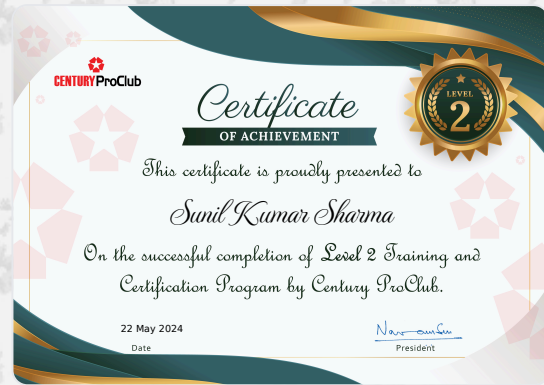 CENTURY ProClub
Certificate
OF ACHIEVEMENT
LEVEL
2
This certificate is proudly presented to
Sunil Kumar Sharma
On the successful completion of Level 2 Training and
Certification Program by Century ProClub.
22 May 2024
Date
President